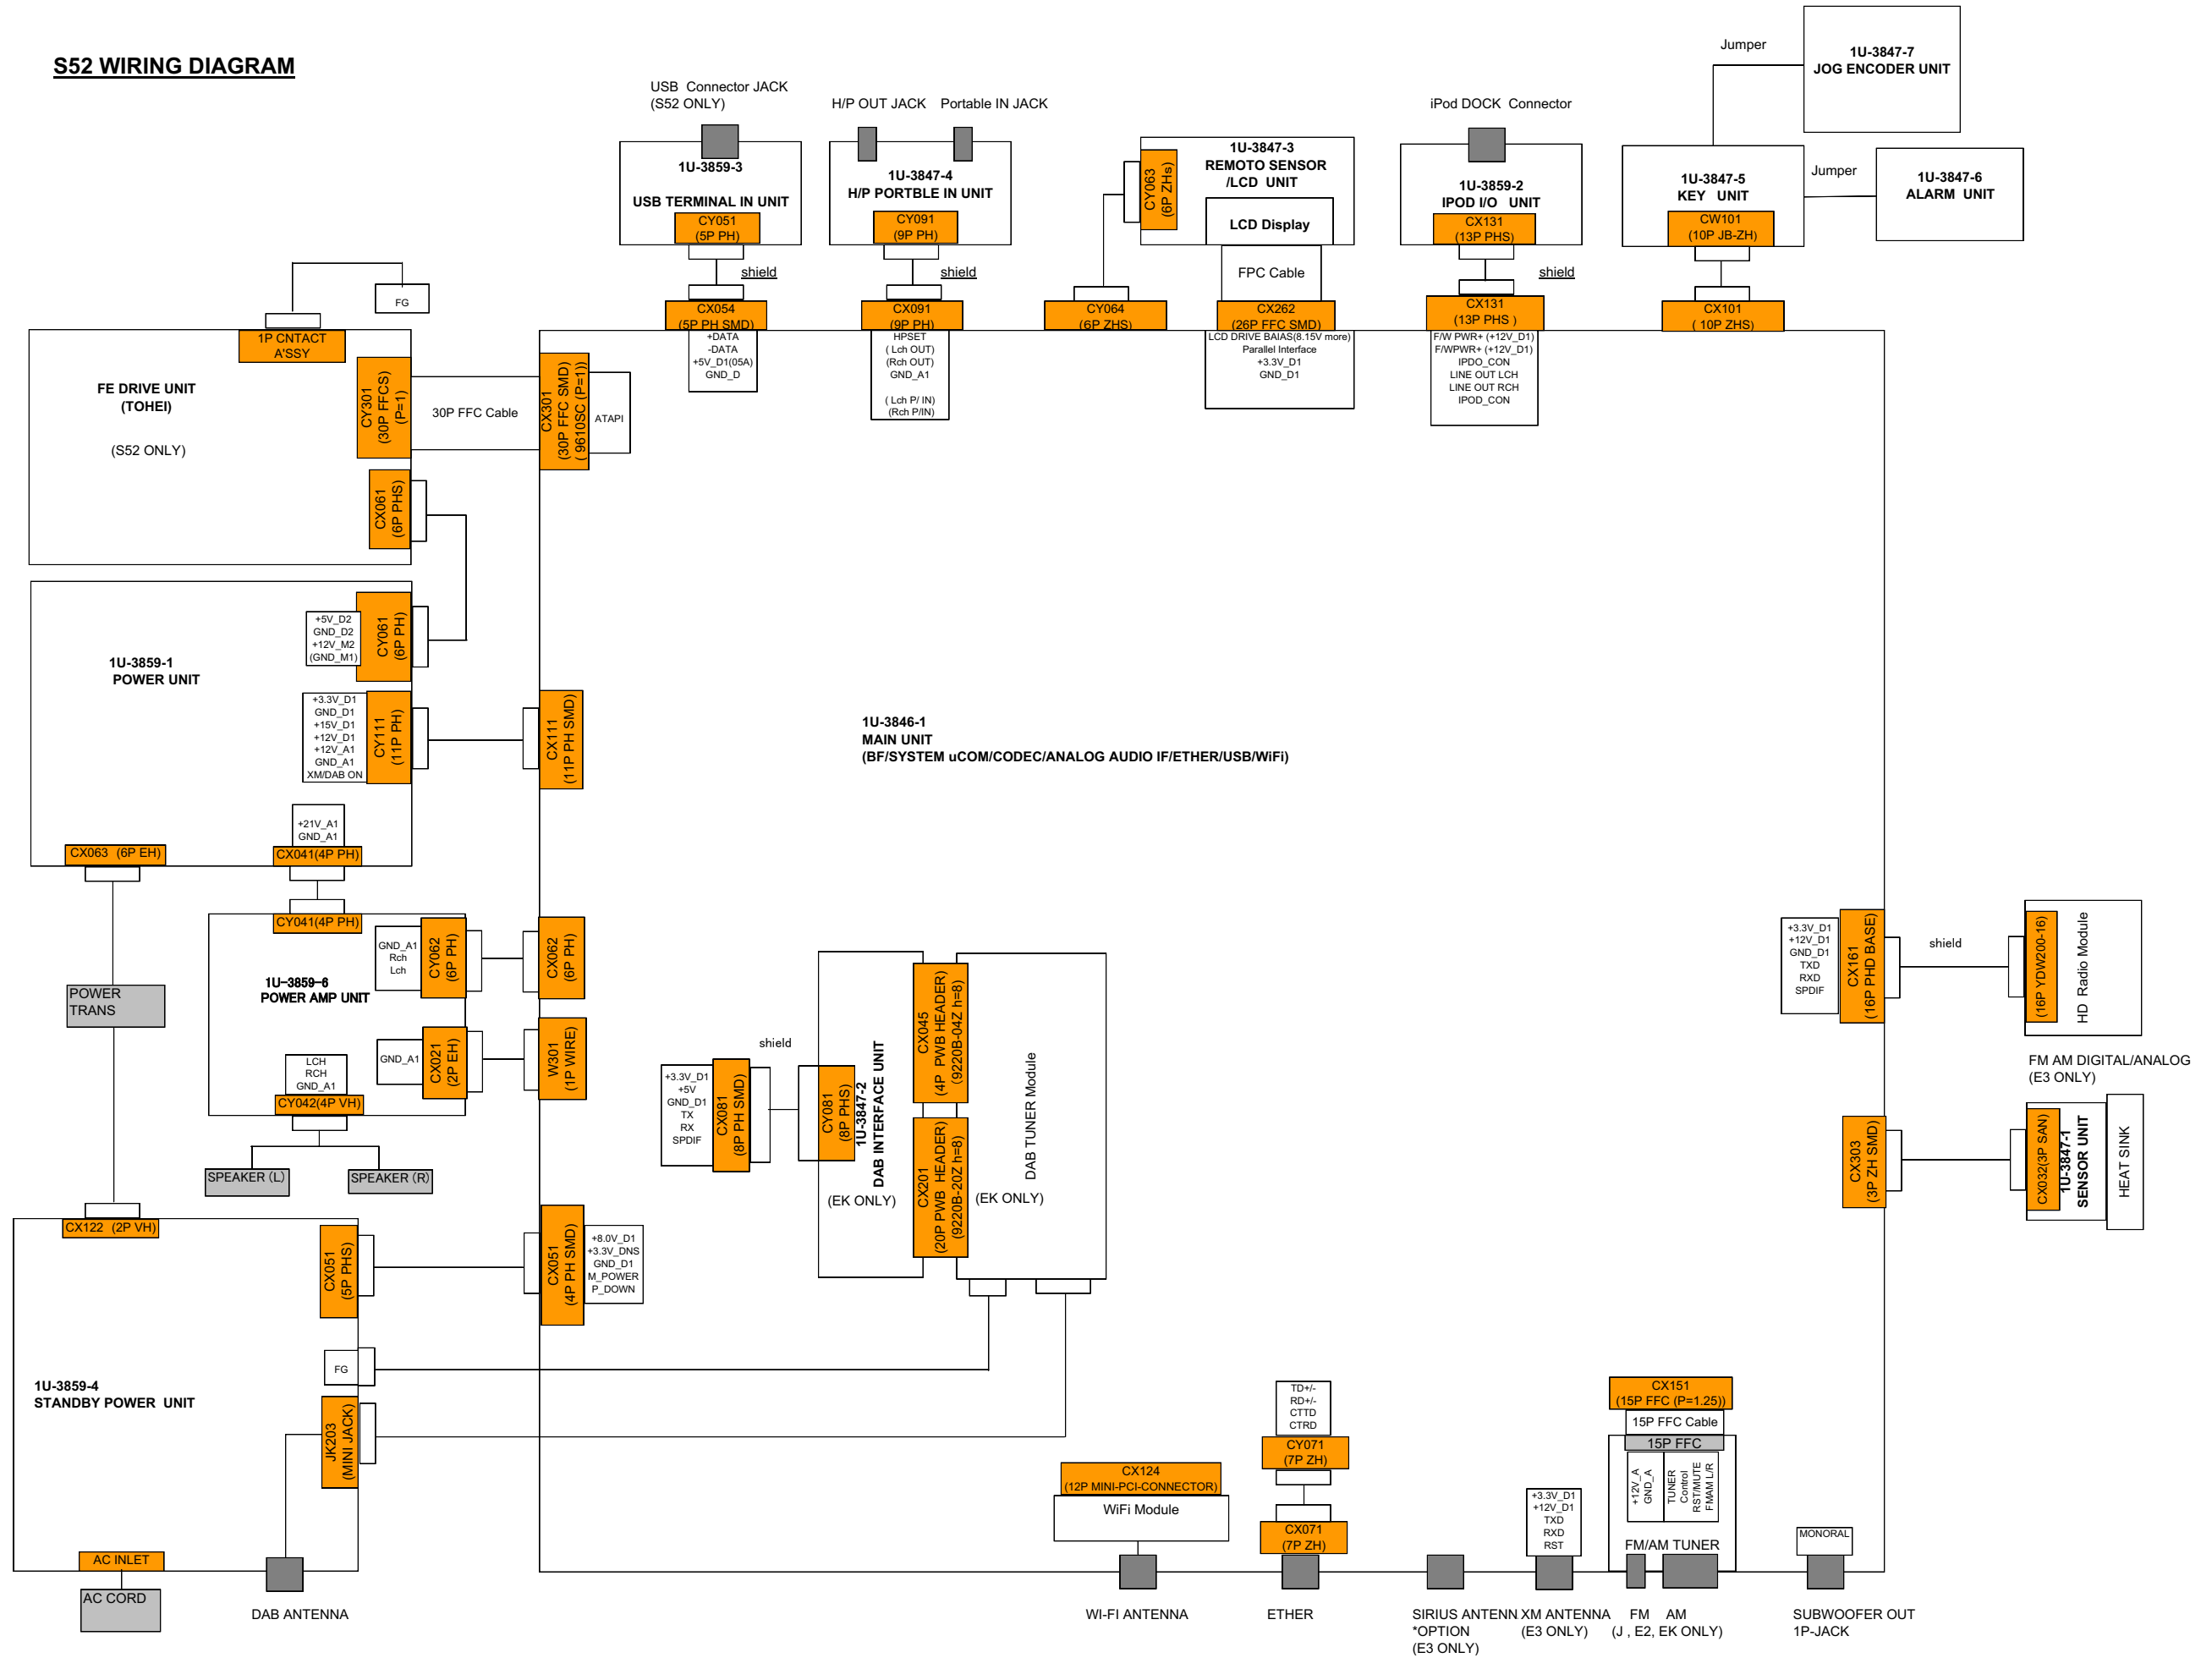 S52 WIRING DIAGRAM
USB  Connector JACK
(S52 ONLY)
1U-3859-3
USB TERMINAL IN UNIT
CY051
(5P PH)
shield
CX054
(5P PH SMD)
+DATA
-DATA
+5V_D1(05A)
GND_D
H/P OUT JACK
Portable IN JACK
1U-3847-4
H/P PORTBLE IN UNIT
CY091
(9P PH)
shield
CX091
(9P PH)
HPSET
( Lch OUT)
(Rch OUT)
GND_A1
( Lch P/ IN)
(Rch P/IN)
1U-3847-3
REMOTO SENSOR
/LCD  UNIT
CY063
(6P ZHs)
LCD Display
FPC Cable
CY064
(6P ZHS)
CX262
(26P FFC SMD)
LCD DRIVE BAIAS(8.15V more)
Parallel Interface
+3.3V_D1
GND_D1
iPod DOCK  Connector
1U-3859-2
IPOD I/O   UNIT
CX131
(13P PHS)
shield
CX131
(13P PHS )
F/W PWR+ (+12V_D1)
F/WPWR+ (+12V_D1)
IPDO_CON
LINE OUT LCH
LINE OUT RCH
IPOD_CON
Jumper
1U-3847-7
JOG ENCODER UNIT
1U-3847-5
KEY   UNIT
Jumper
1U-3847-6
ALARM  UNIT
CW101
(10P JB-ZH)
CX101
( 10P ZHS)
FG
1P CNTACT
A'SSY
FE DRIVE UNIT
(TOHEI)
(S52 ONLY)
CY301
(30P FFCS)
(P=1)
30P FFC Cable
CX301
(30P FFC SMD)
( 9610SC (P=1))
ATAPI
CX061
(6P PHS)
1U-3859-1
POWER UNIT
+5V_D2
GND_D2
+12V_M2
(GND_M1)
CY061
(6P PH)
+3.3V_D1
GND_D1
+15V_D1
+12V_D1
+12V_A1
GND_A1
XM/DAB ON
CY111
(11P PH)
CX111
(11P PH SMD)
+21V_A1
GND_A1
CX063  (6P EH)
CX041(4P PH)
1U-3846-1
MAIN UNIT
(BF/SYSTEM uCOM/CODEC/ANALOG AUDIO IF/ETHER/USB/WiFi)
CY041(4P PH)
1U-3859-6
POWER AMP UNIT
GND_A1
Rch
Lch
CY062
(6P PH)
CX062
(6P PH)
GND_A1
CX021
(2P EH)
W301
(1P WIRE)
LCH
RCH
GND_A1
CY042(4P VH)
SPEAKER (L)
SPEAKER (R)
POWER
TRANS
CX122  (2P VH)
CX051
(5P PHS)
CX051
(4P PH SMD)
+8.0V_D1
+3.3V_DNS
GND_D1
M_POWER
P_DOWN
1U-3859-4
STANDBY POWER  UNIT
FG
JK203
(MINI JACK)
AC INLET
AC CORD
DAB ANTENNA
+3.3V_D1
+5V
GND_D1
TX
RX
SPDIF
CX081
(8P PH SMD)
shield
CY081
(8P PHS)
1U-3847-2
DAB INTERFACE UNIT
(EK ONLY)
CX045
(4P  PWB HEADER)
(9220B-04Z h=8)
CX201
(20P PWB  HEADER)
(9220B-20Z h=8)
DAB TUNER Module
(EK ONLY)
+3.3V_D1
+12V_D1
GND_D1
TXD
RXD
SPDIF
CX161
(16P PHD BASE)
shield
(16P YDW200-16)
HD Radio Module
FM AM DIGITAL/ANALOG
(E3 ONLY)
CX303
(3P ZH SMD)
CX032(3P SAN)
1U-3847-1
SENSOR UNIT
HEAT SINK
CX124
(12P MINI-PCI-CONNECTOR)
WiFi Module
WI-FI ANTENNA
TD+/-
RD+/-
CTTD
CTRD
CY071
(7P ZH)
CX071
(7P ZH)
ETHER
SIRIUS ANTENN
*OPTION
(E3 ONLY)
+3.3V_D1
+12V_D1
TXD
RXD
RST
XM ANTENNA
(E3 ONLY)
CX151
(15P FFC (P=1.25))
15P FFC Cable
15P FFC
+12V_A
GND_A
TUNER
Control
RST/MUTE
FMAM L/R
FM/AM TUNER
FM    AM
(J , E2, EK ONLY)
MONORAL
SUBWOOFER OUT
1P-JACK